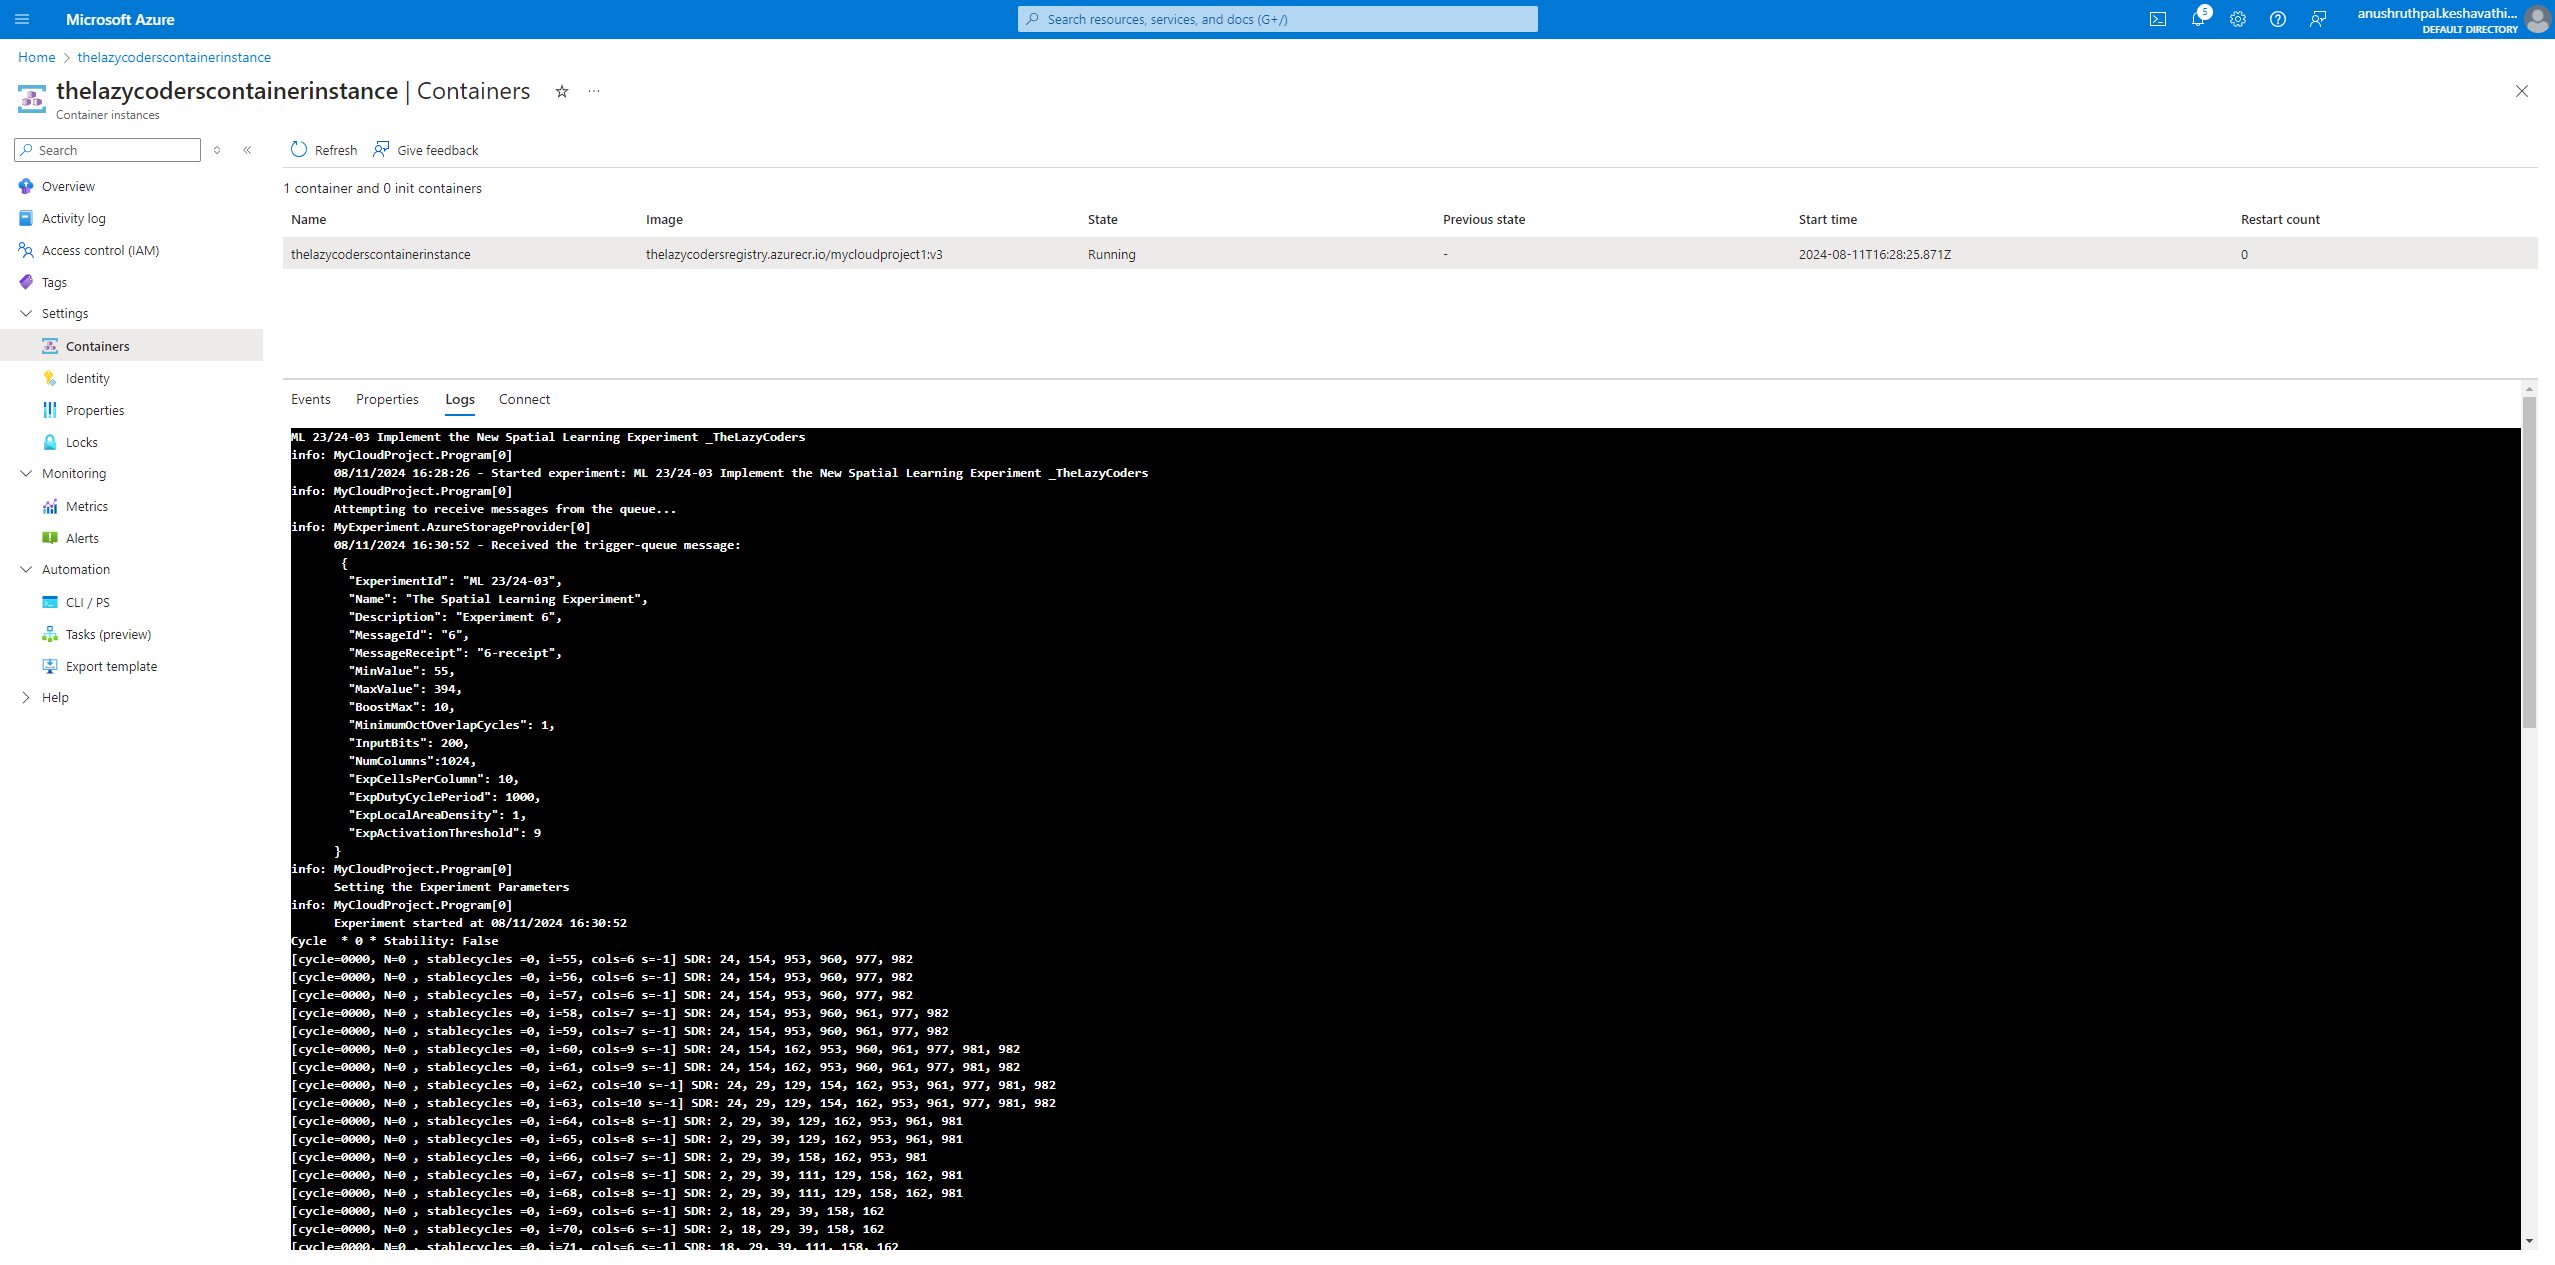 Microsoft Azure
Search resources, services, and docs (G+/)
5
anushruthpal.keshavathi...
DEFAULT DIRECTORY
Home > thelazycoderscontainerinstance
thelazycoderscontainerinstance | Containers
Container instances
Search
Refresh
Give feedback
Overview
Activity log
Access control (IAM)
Tags
Settings
Containers
Identity
Properties
Locks
Monitoring
Metrics
Alerts
Automation
CLI / PS
Tasks (preview)
Export template
Help
1 container and 0 init containers
Name Image State Previous state Start time Restart count
thelazycoderscontainerinstance thelazycodersregistry.azurecr.io/mycloudproject1:v3 Running - 2024-08-11T16:28:25.871Z 0
Events Properties Logs Connect
ML 23/24-03 Implement the New Spatial Learning Experiment _TheLazyCoders
info: MyCloudProject.Program[0]
08/11/2024 16:28:26 - Started experiment: ML 23/24-03 Implement the New Spatial Learning Experiment _TheLazyCoders
info: MyCloudProject.Program[0]
Attempting to receive messages from the queue...
info: MyExperiment.AzureStorageProvider[0]
08/11/2024 16:30:52 - Received the trigger-queue message:
{
"ExperimentId": "ML 23/24-03",
"Name": "The Spatial Learning Experiment",
"Description": "Experiment 6",
"MessageId": "6",
"MessageReceipt": "6-receipt",
"MinValue": 55,
"MaxValue": 394,
"BoostMax": 10,
"MinimumOctOverlapCycles": 1,
"InputBits": 200,
"NumColumns":1024,
"ExpCellsPerColumn": 10,
"ExpDutyCyclePeriod": 1000,
"ExpLocalAreaDensity": 1,
"ExpActivationThreshold": 9
}
info: MyCloudProject.Program[0]
Setting the Experiment Parameters
info: MyCloudProject.Program[0]
Experiment started at 08/11/2024 16:30:52
Cycle  * 0 * Stability: False
[cycle=0000, N=0 , stablecycles =0, i=55, cols=6 s=-1] SDR: 24, 154, 953, 960, 977, 982
[cycle=0000, N=0 , stablecycles =0, i=56, cols=6 s=-1] SDR: 24, 154, 953, 960, 977, 982
[cycle=0000, N=0 , stablecycles =0, i=57, cols=6 s=-1] SDR: 24, 154, 953, 960, 977, 982
[cycle=0000, N=0 , stablecycles =0, i=58, cols=7 s=-1] SDR: 24, 154, 953, 960, 961, 977, 982
[cycle=0000, N=0 , stablecycles =0, i=59, cols=7 s=-1] SDR: 24, 154, 953, 960, 961, 977, 982
[cycle=0000, N=0 , stablecycles =0, i=60, cols=9 s=-1] SDR: 24, 154, 162, 953, 960, 961, 977, 981, 982
[cycle=0000, N=0 , stablecycles =0, i=61, cols=9 s=-1] SDR: 24, 154, 162, 953, 960, 961, 977, 981, 982
[cycle=0000, N=0 , stablecycles =0, i=62, cols=10 s=-1] SDR: 24, 29, 129, 154, 162, 953, 961, 977, 981, 982
[cycle=0000, N=0 , stablecycles =0, i=63, cols=10 s=-1] SDR: 24, 29, 129, 154, 162, 953, 961, 977, 981, 982
[cycle=0000, N=0 , stablecycles =0, i=64, cols=8 s=-1] SDR: 2, 29, 39, 129, 162, 953, 961, 981
[cycle=0000, N=0 , stablecycles =0, i=65, cols=8 s=-1] SDR: 2, 29, 39, 129, 162, 953, 961, 981
[cycle=0000, N=0 , stablecycles =0, i=66, cols=7 s=-1] SDR: 2, 29, 39, 158, 162, 953, 981
[cycle=0000, N=0 , stablecycles =0, i=67, cols=8 s=-1] SDR: 2, 29, 39, 111, 129, 158, 162, 981
[cycle=0000, N=0 , stablecycles =0, i=68, cols=8 s=-1] SDR: 2, 29, 39, 111, 129, 158, 162, 981
[cycle=0000, N=0 , stablecycles =0, i=69, cols=6 s=-1] SDR: 2, 18, 29, 39, 158, 162
[cycle=0000, N=0 , stablecycles =0, i=70, cols=6 s=-1] SDR: 2, 18, 29, 39, 158, 162
[cycle=0000, N=0 , stablecycles =0, i=71, cols=6 s=-1] SDR: 18, 29, 39, 111, 158, 162